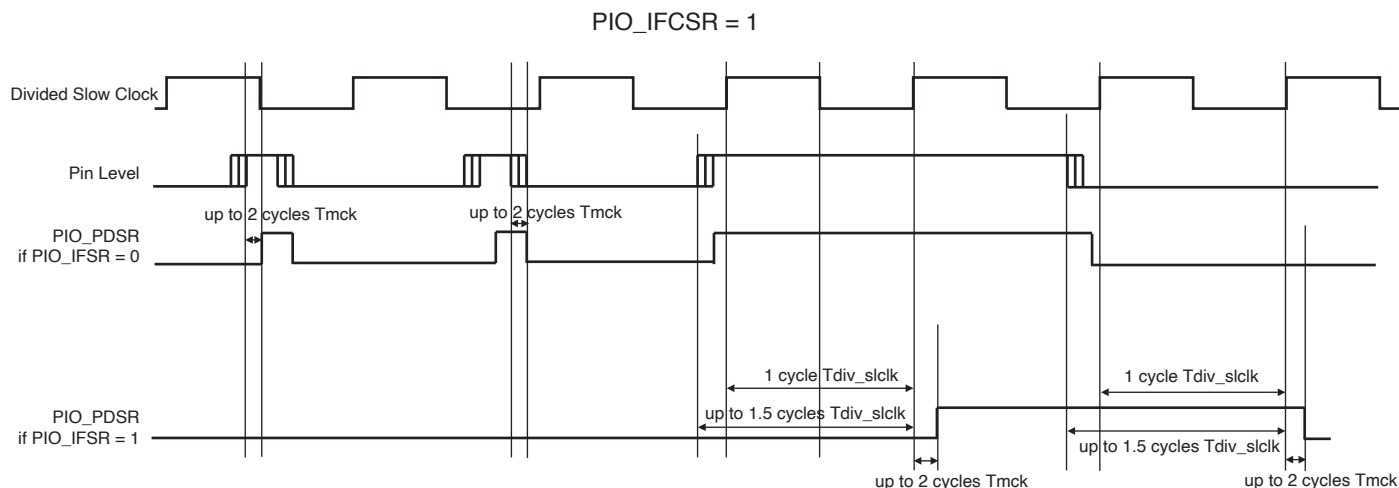 PIO_IFCSR = 1
Divided Slow Clock
Pin Level
up to 2 cycles Tmck
up to 2 cycles Tmck
PIO_PDSR
if PIO_IFSR = 0
1 cycle Tdiv_slclk
1 cycle Tdiv_slclk
PIO_PDSR
if PIO_IFSR = 1
up to 1.5 cycles Tdiv_slclk
up to 1.5 cycles Tdiv_slclk
up to 2 cycles Tmck
up to 2 cycles Tmck